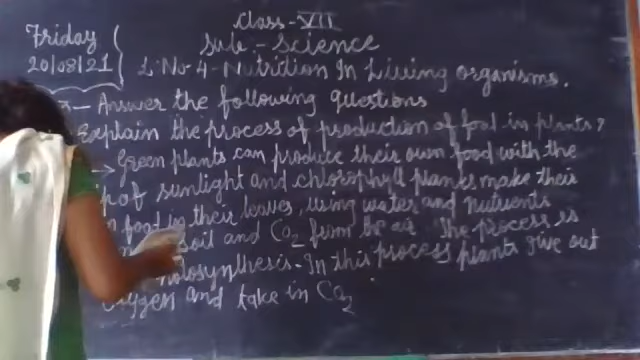 Friday
20/08/21
Class-VII
Sub:- Science
L.No-4-Nutrition In Living organisms.
Answer the following questions
Explain the process of production of food in plants?
→ Green plants can produce their own food with the
p of sunlight and chlorophyll plants make their
n food in their leaves, using water and nutrients
soil and CO2 from the air. The process is
hotosynthesis. In this process plants give out
oxygen and take in CO2